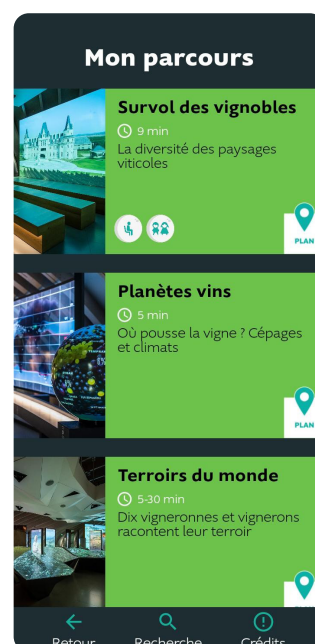 Mon parcours
Survol des vignobles
9 min
La diversité des paysages
viticoles
PLAN
Planètes vins
5 min
Où pousse la vigne ? Cépages
et climats
PLAN
Terroirs du monde
5-30 min
Dix vigneronnes et vignerons
racontent leur terroir
Retour
Recherche
Crédits